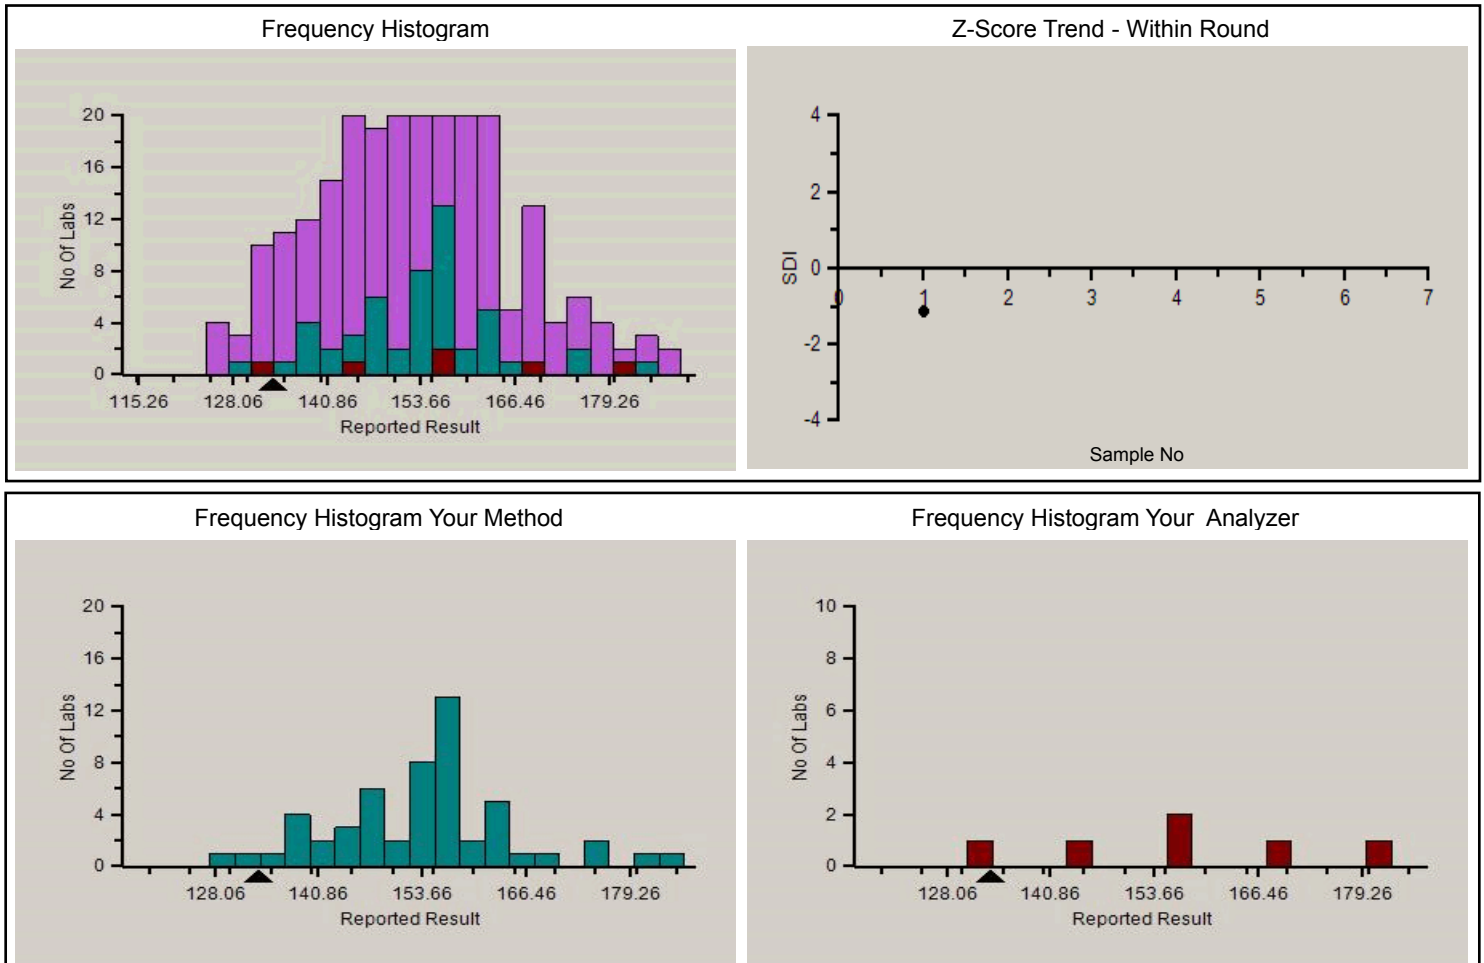 Frequency Histogram
20
16
12
8
4
0
No Of Labs
115.26 128.06 140.86 153.66 166.46 179.26
Reported Result
Z-Score Trend - Within Round
4
2
0
-2
-4
SDI
0 1 2 3 4 5 6 7
Sample No
Frequency Histogram Your Method
20
16
12
8
4
0
No Of Labs
128.06 140.86 153.66 166.46 179.26
Reported Result
Frequency Histogram Your Analyzer
10
8
6
4
2
0
No Of Labs
128.06 140.86 153.66 166.46 179.26
Reported Result